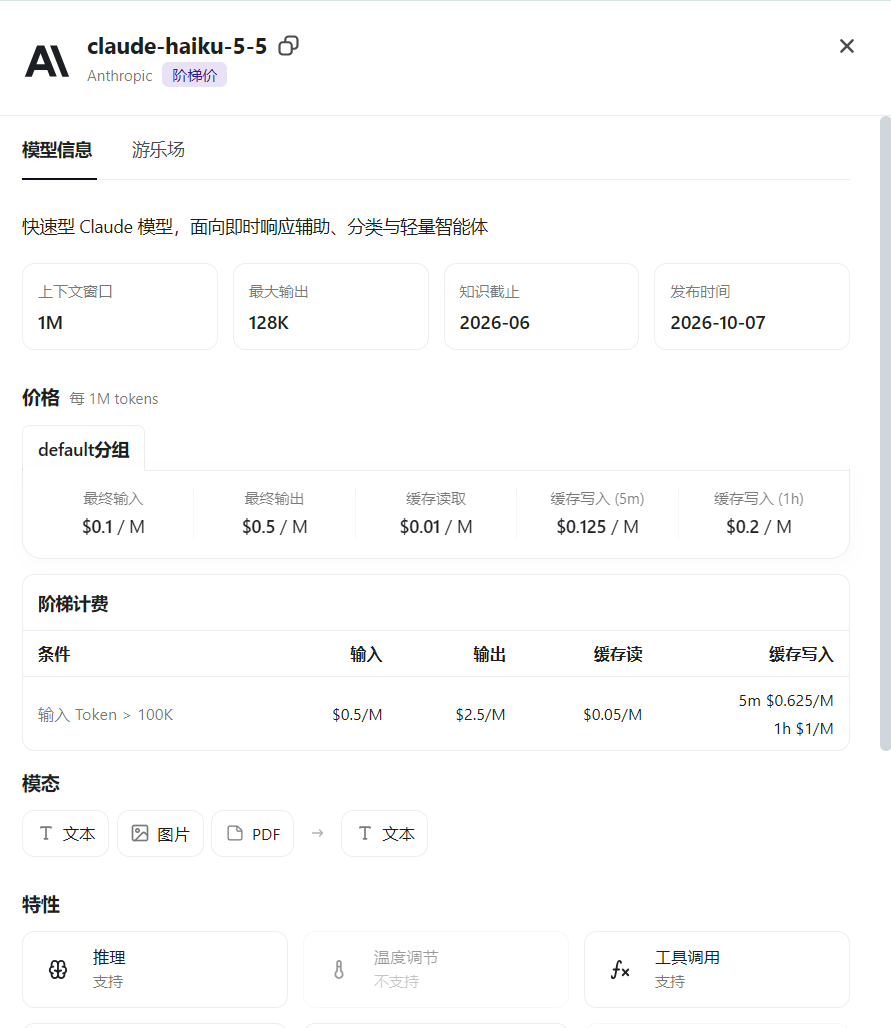 claude-haiku-5-5
Anthropic 阶梯价
模型信息 游乐场
快速型 Claude 模型，面向即时响应辅助、分类与轻量智能体
上下文窗口 最大输出 知识截止 发布时间
1M 128K 2026-06 2026-10-07
价格 每 1M tokens
default分组
最终输入 最终输出 缓存读取 缓存写入 (5m) 缓存写入 (1h)
$0.1 / M $0.5 / M $0.01 / M $0.125 / M $0.2 / M
阶梯计费
条件 输入 输出 缓存读 缓存写入
输入 Token > 100K $0.5/M $2.5/M $0.05/M 5m $0.625/M
1h $1/M
模态
文本 图片 PDF → 文本
特性
推理 温度调节 工具调用
支持 不支持 支持